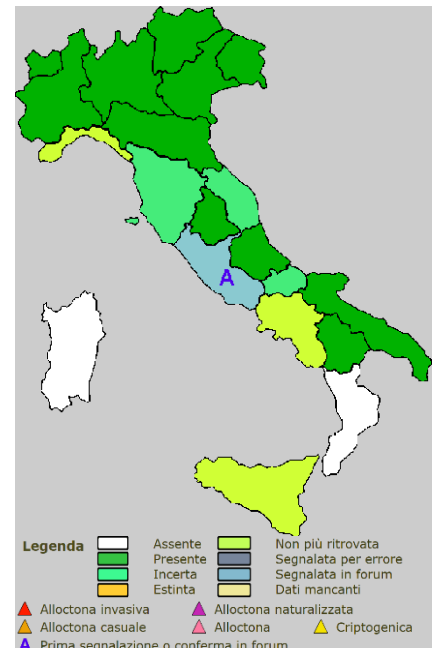 A
Legenda
Assente
Non più ritrovata
Presente
Segnalata per errore
Incerta
Segnalata in forum
Estinta
Dati mancanti
Alloctona invasiva
Alloctona naturalizzata
Alloctona casuale
Alloctona
Criptogenica
A Prima segnalazione o conferma in forum